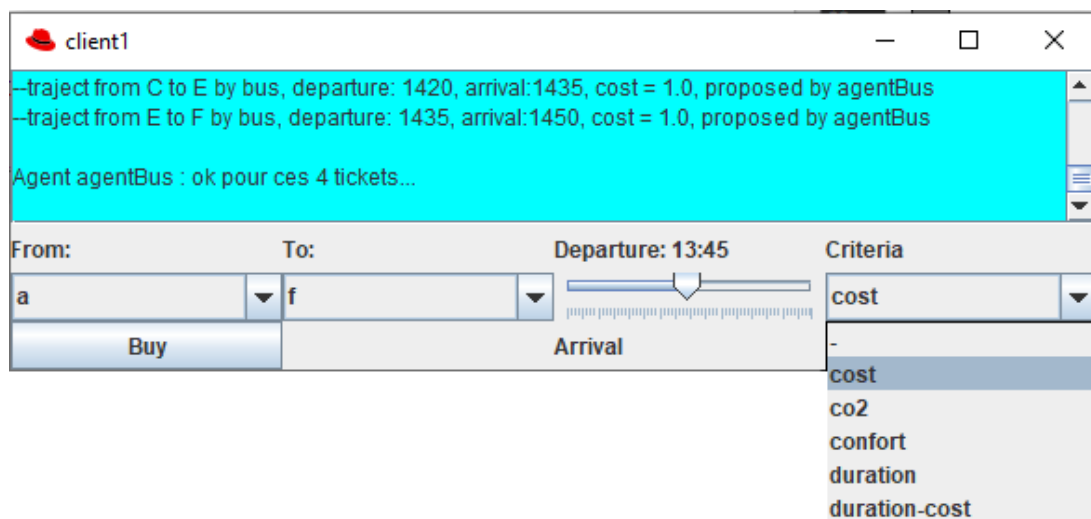 client1
--traject from C to E by bus, departure: 1420, arrival:1435, cost = 1.0, proposed by agentBus
--traject from E to F by bus, departure: 1435, arrival:1450, cost = 1.0, proposed by agentBus
Agent agentBus : ok pour ces 4 tickets...
From: To: Departure: 13:45 Criteria
a f cost
Buy Arrival -
cost
co2
confort
duration
duration-cost